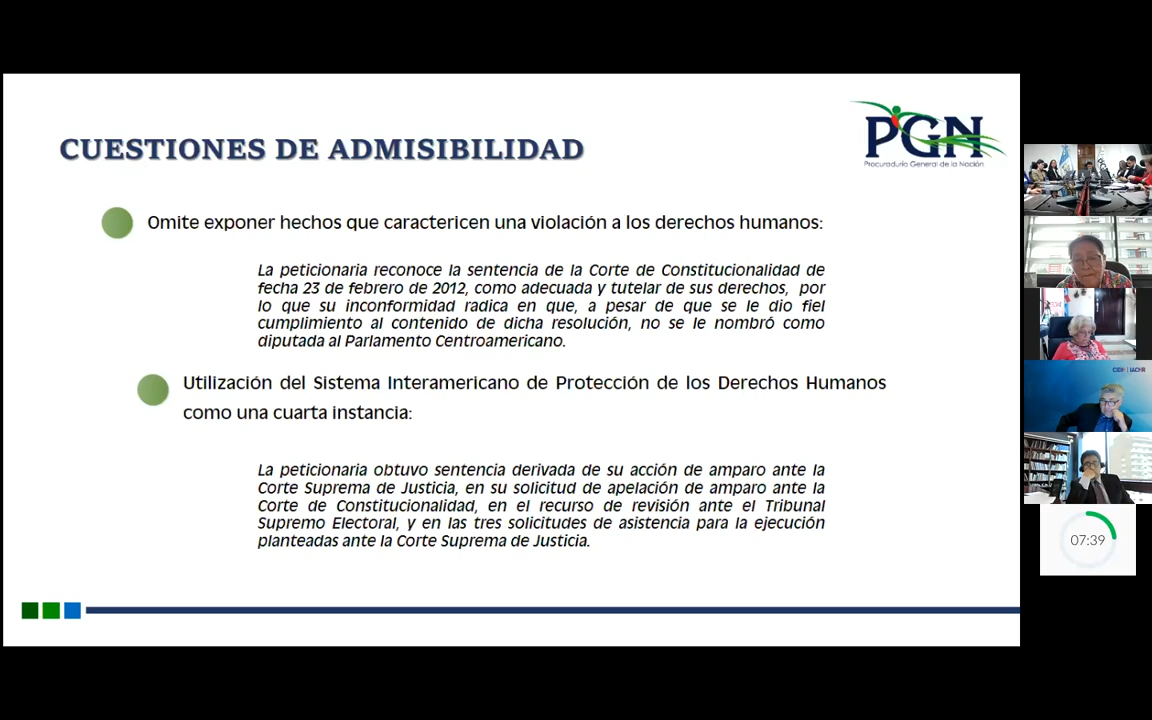 CUESTIONES DE ADMISIBILIDAD
PGN
Procuraduría General de la Nación
Omite exponer hechos que caractericen una violación a los derechos humanos:
La peticionaria reconoce la sentencia de la Corte de Constitucionalidad de
fecha 23 de febrero de 2012, como adecuada y tutelar de sus derechos, por
lo que su inconformidad radica en que, a pesar de que se le dio fiel
cumplimiento al contenido de dicha resolución, no se le nombró como
diputada al Parlamento Centroamericano.
Utilización del Sistema Interamericano de Protección de los Derechos Humanos
como una cuarta instancia:
La peticionaria obtuvo sentencia derivada de su acción de amparo ante la
Corte Suprema de Justicia, en su solicitud de apelación de amparo ante la
Corte de Constitucionalidad, en el recurso de revisión ante el Tribunal
Supremo Electoral, y en las tres solicitudes de asistencia para la ejecución
planteadas ante la Corte Suprema de Justicia.
CIDH | IACHR
07:39